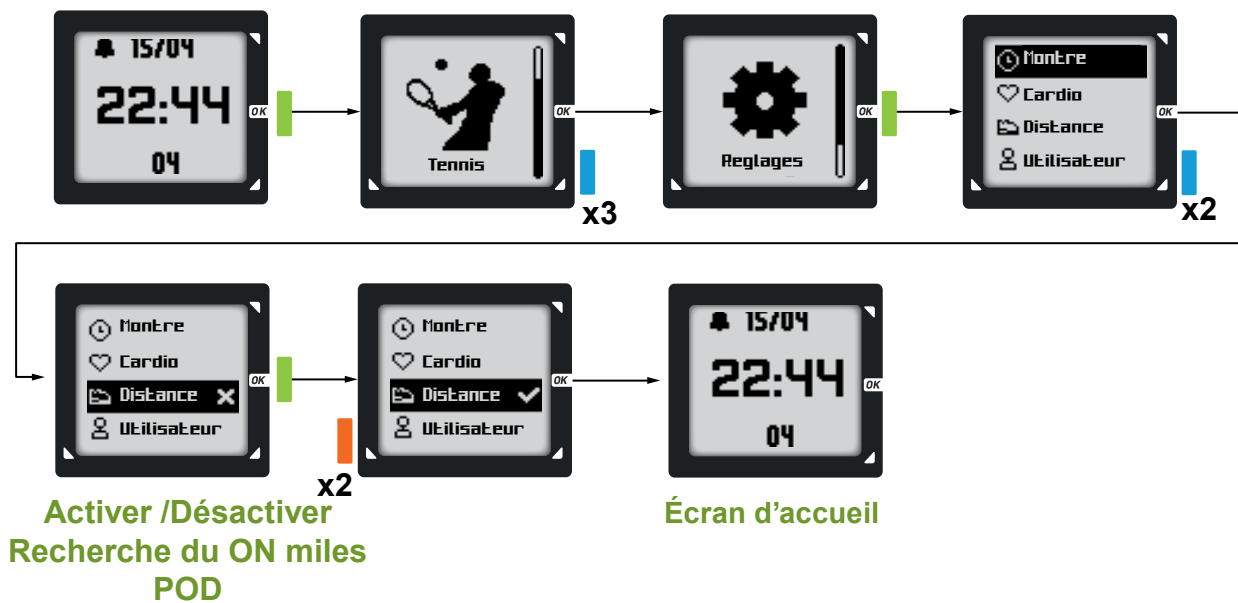 15/04
22:44
04
OK
Tennis
OK
x3
Reglages
OK
Montre
Cardio
Distance
Utilisateur
OK
x2
Montre
Cardio
Distance
Utilisateur
OK
Montre
Cardio
Distance
Utilisateur
OK
x2
15/04
22:44
04
OK
Activer /Désactiver
Recherche du ON miles
POD
Écran d’accueil